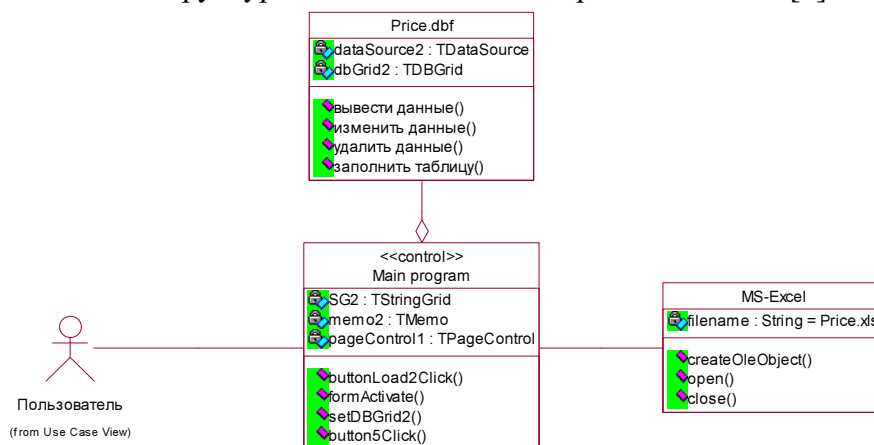 Price.dbf
dataSource2 : TDataSource
dbGrid2 : TDBGrid
вывести данные()
изменить данные()
удалить данные()
заполнить таблицу()
<<control>>
Main program
SG2 : TStringGrid
memo2 : TMemo
pageControl1 : TPageControl
buttonLoad2Click()
formActivate()
setDBGrid2()
button5Click()
MS-Excel
filename : String = Price.xls
createOleObject()
open()
close()
Пользователь
(from Use Case View)